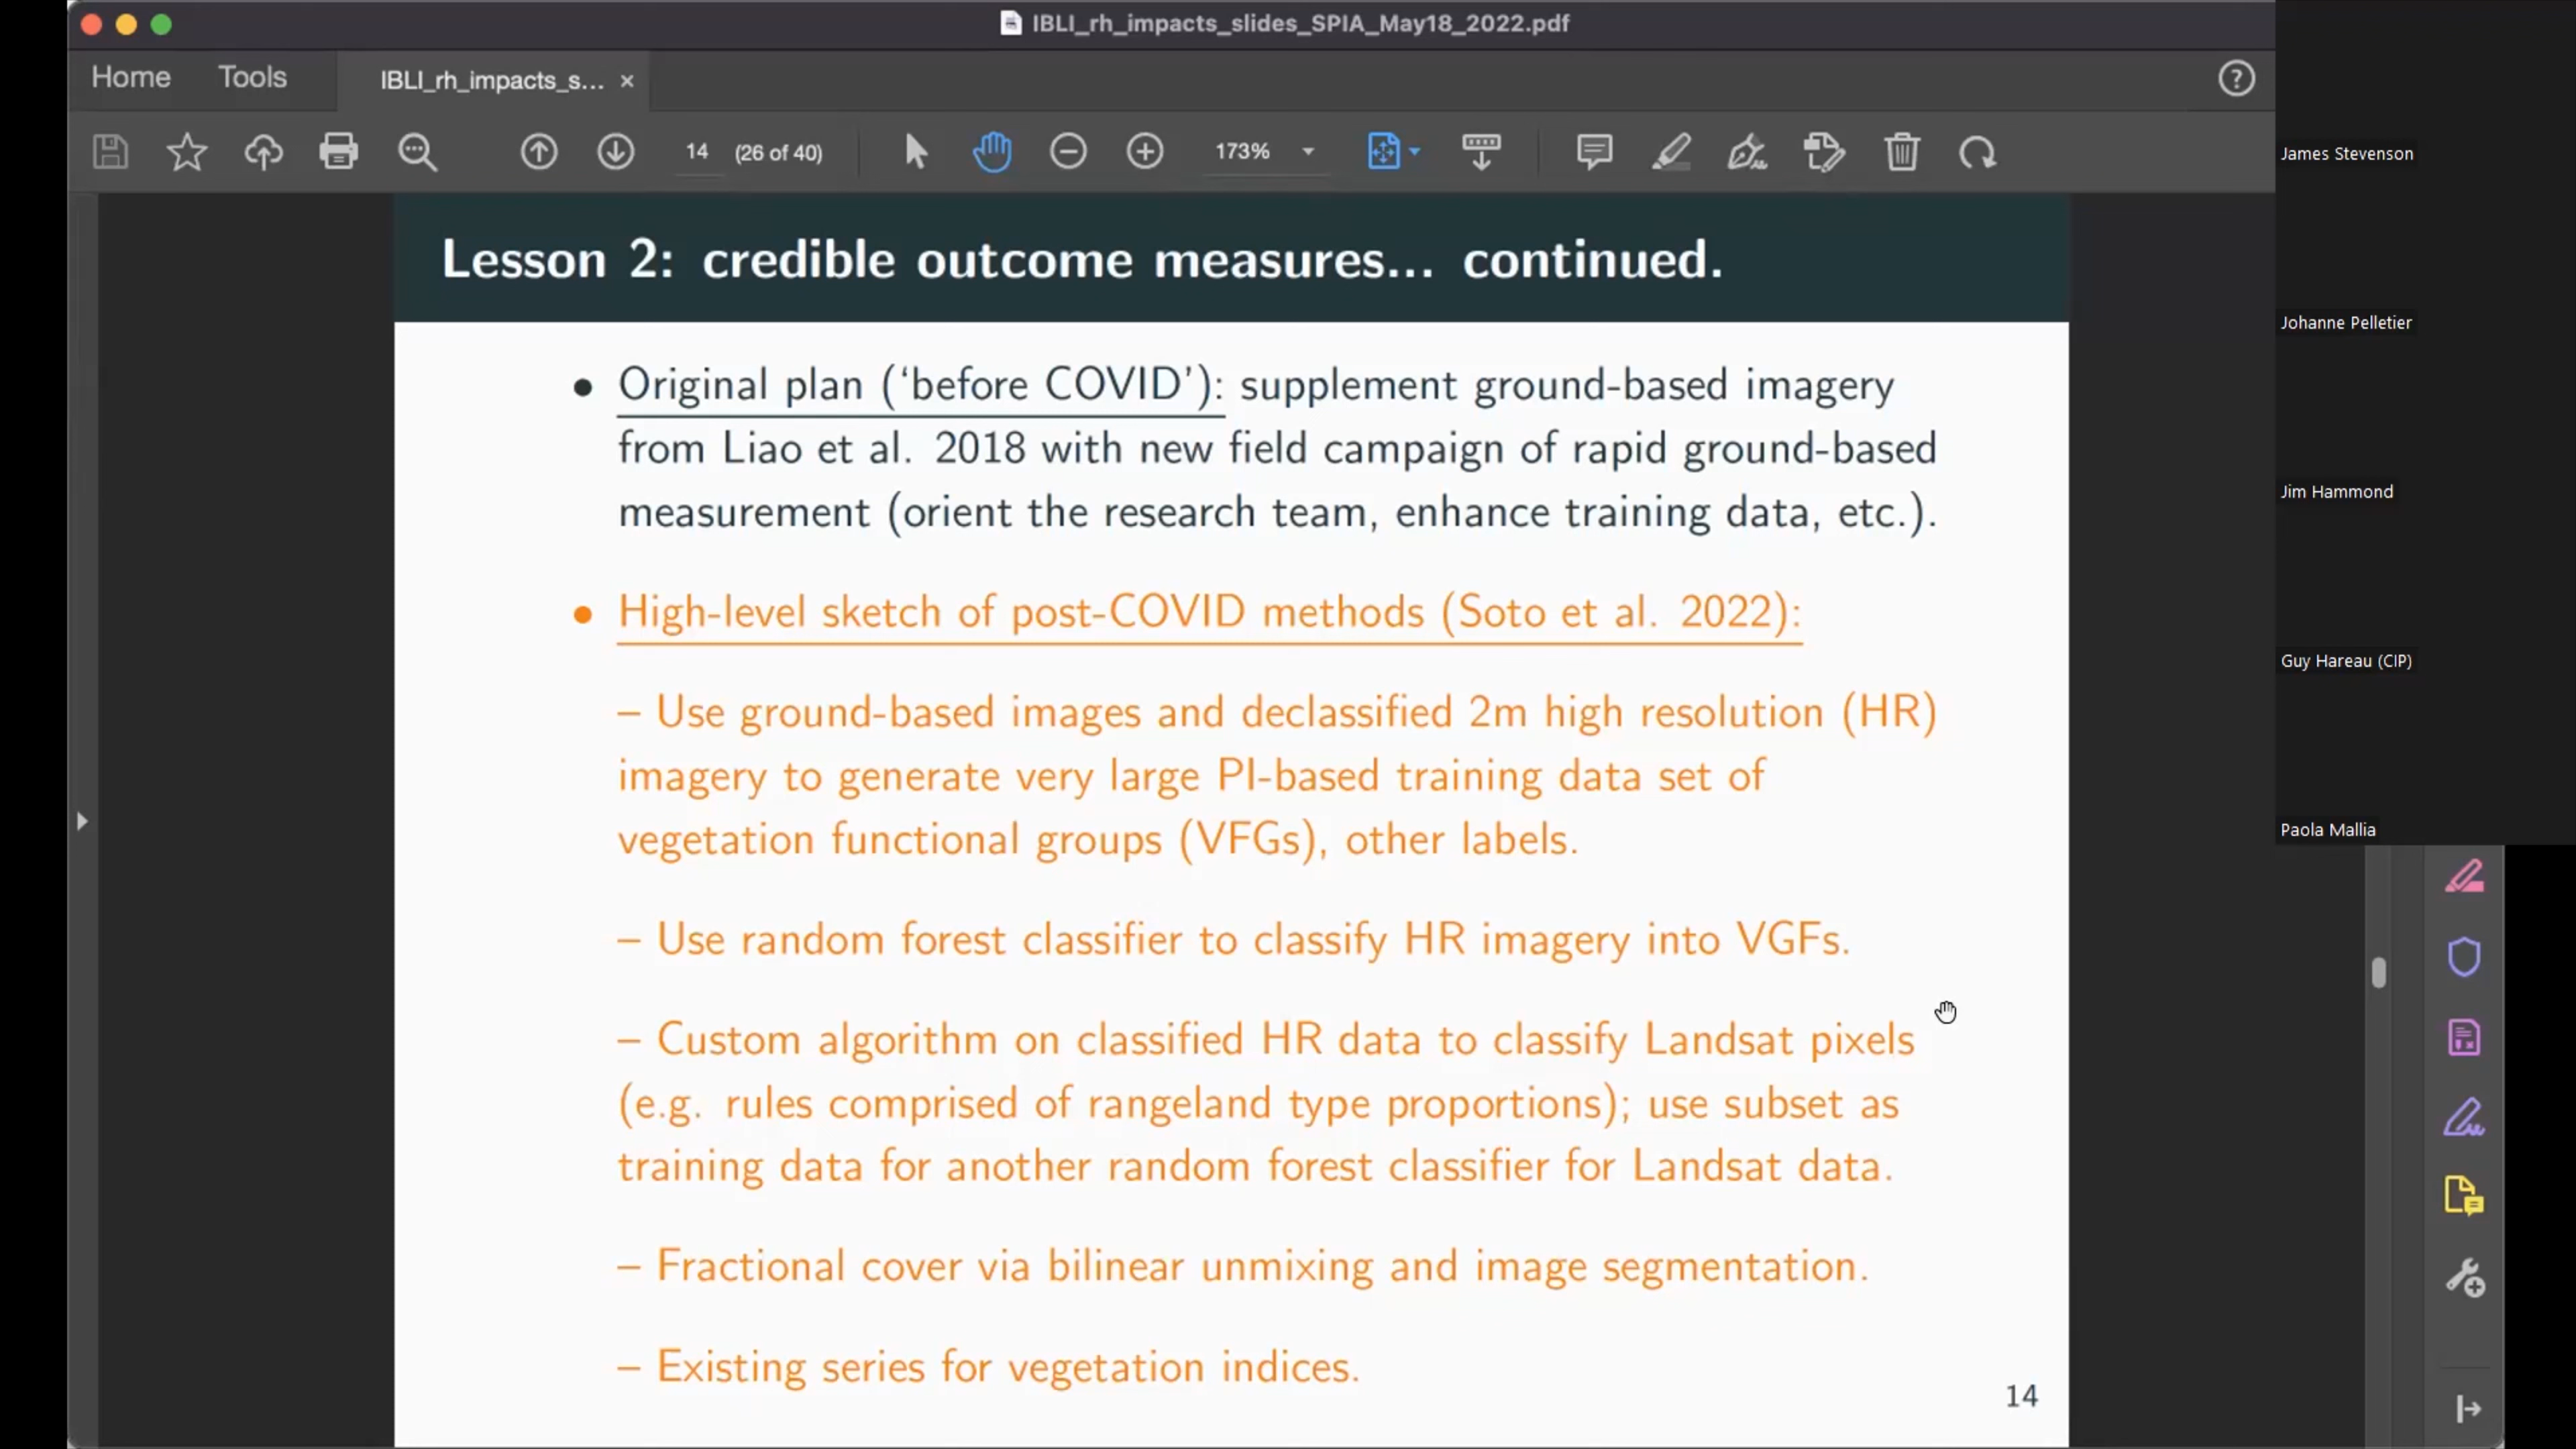 IBLI_rh_impacts_slides_SPIA_May18_2022.pdf
Home Tools IBLI_rh_impacts_s... ×
14 (26 of 40) 173%
Lesson 2: credible outcome measures... continued.
• Original plan (‘before COVID’): supplement ground-based imagery
from Liao et al. 2018 with new field campaign of rapid ground-based
measurement (orient the research team, enhance training data, etc.).
• High-level sketch of post-COVID methods (Soto et al. 2022):
– Use ground-based images and declassified 2m high resolution (HR)
imagery to generate very large PI-based training data set of
vegetation functional groups (VFGs), other labels.
– Use random forest classifier to classify HR imagery into VGFs.
– Custom algorithm on classified HR data to classify Landsat pixels
(e.g. rules comprised of rangeland type proportions); use subset as
training data for another random forest classifier for Landsat data.
– Fractional cover via bilinear unmixing and image segmentation.
– Existing series for vegetation indices.
14
James Stevenson
Johanne Pelletier
Jim Hammond
Guy Hareau (CIP)
Paola Mallia